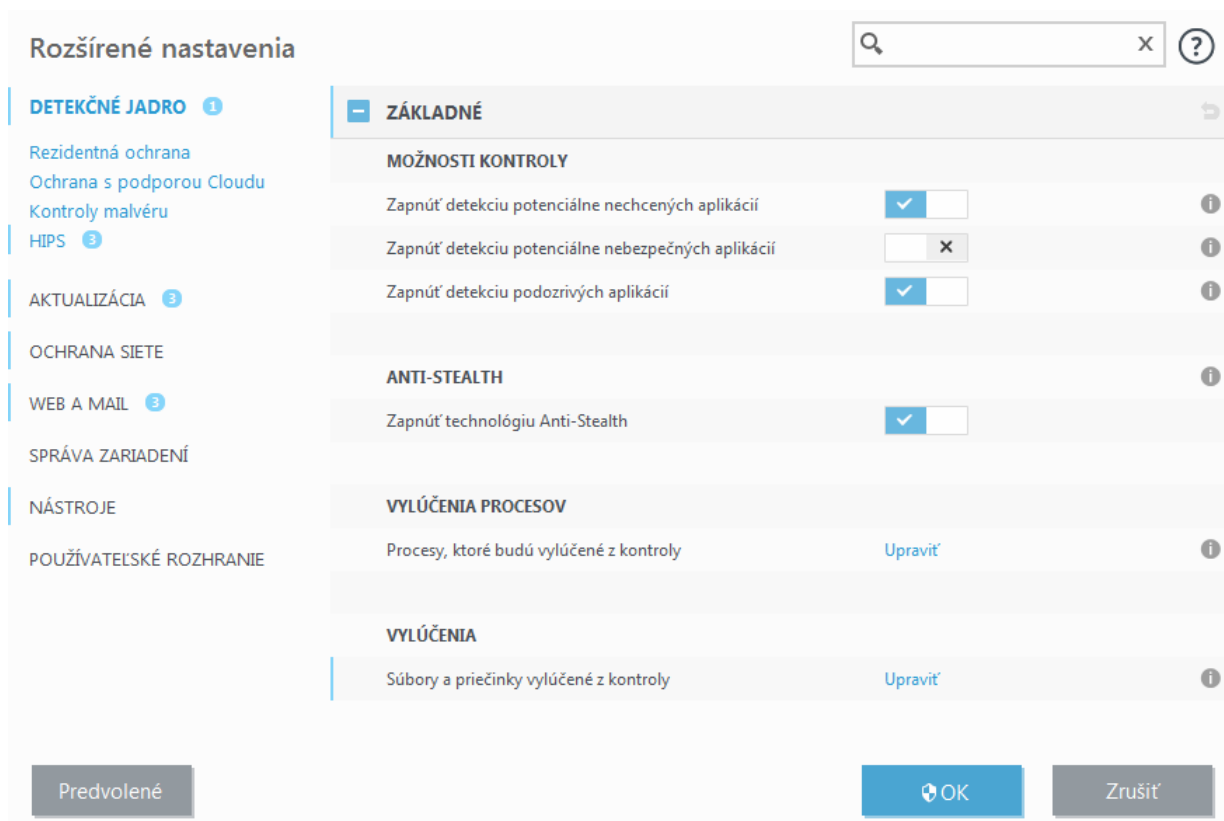 Rozšírené nastavenia
x
?
DETEKČNÉ JADRO 1
Rezidentná ochrana
Ochrana s podporou Cloudu
Kontroly malvéru
HIPS 3
AKTUALIZÁCIA 3
OCHRANA SIETE
WEB A MAIL 3
SPRÁVA ZARIADENÍ
NÁSTROJE
POUŽÍVATEĽSKÉ ROZHRANIE
ZÁKLADNÉ
MOŽNOSTI KONTROLY
Zapnúť detekciu potenciálne nechcených aplikácií
Zapnúť detekciu potenciálne nebezpečných aplikácií
Zapnúť detekciu podozrivých aplikácií
ANTI-STEALTH
Zapnúť technológiu Anti-Stealth
VYLÚČENIA PROCESOV
Procesy, ktoré budú vylúčené z kontroly Upraviť
VYLÚČENIA
Súbory a priečinky vylúčené z kontroly Upraviť
Predvolené
OK
Zrušiť